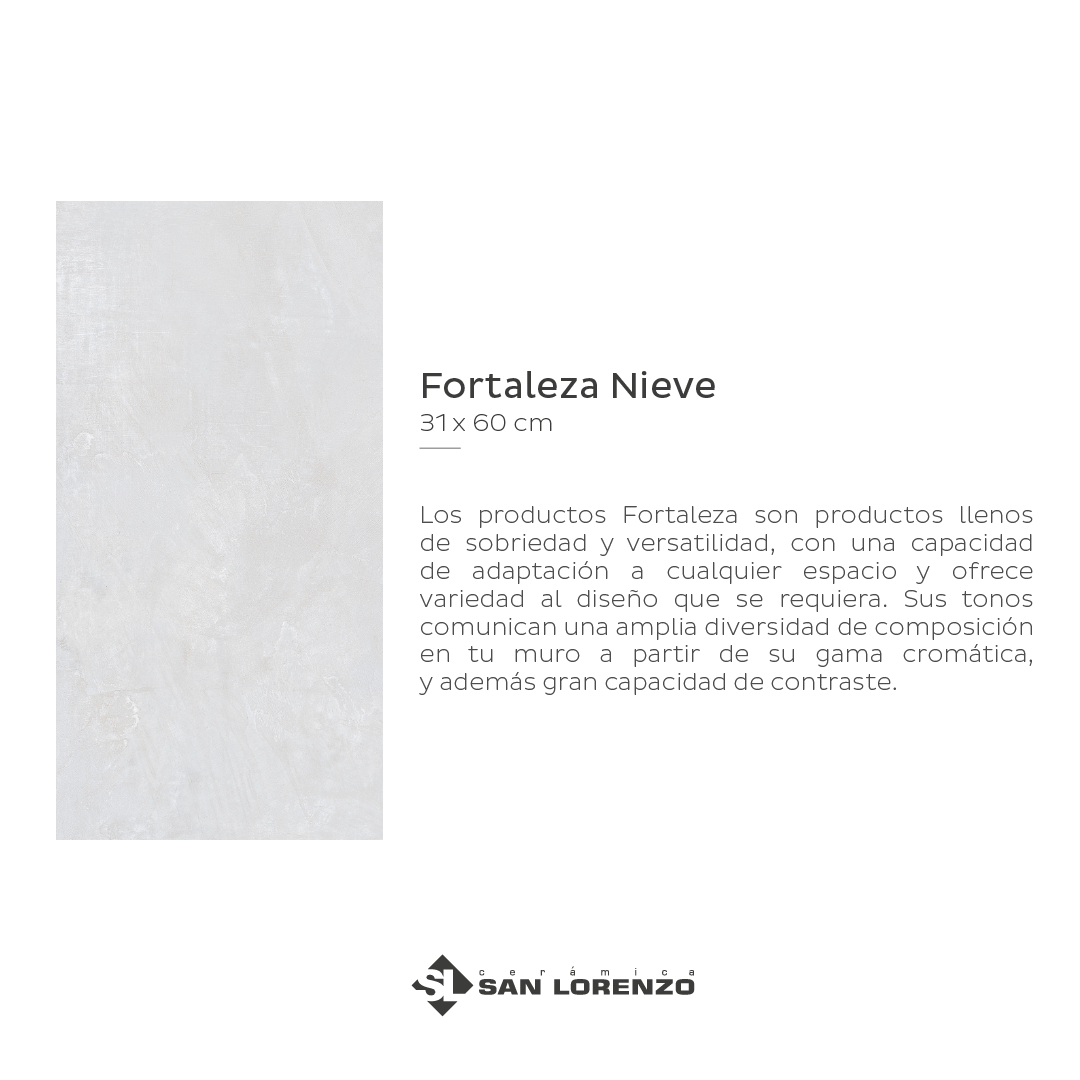 Fortaleza Nieve
31 x 60 cm
Los productos Fortaleza son productos llenos
de sobriedad y versatilidad, con una capacidad
de adaptación a cualquier espacio y ofrece
variedad al diseño que se requiera. Sus tonos
comunican una amplia diversidad de composición
en tu muro a partir de su gama cromática,
y además gran capacidad de contraste.
SL
cerámica
SAN LORENZO